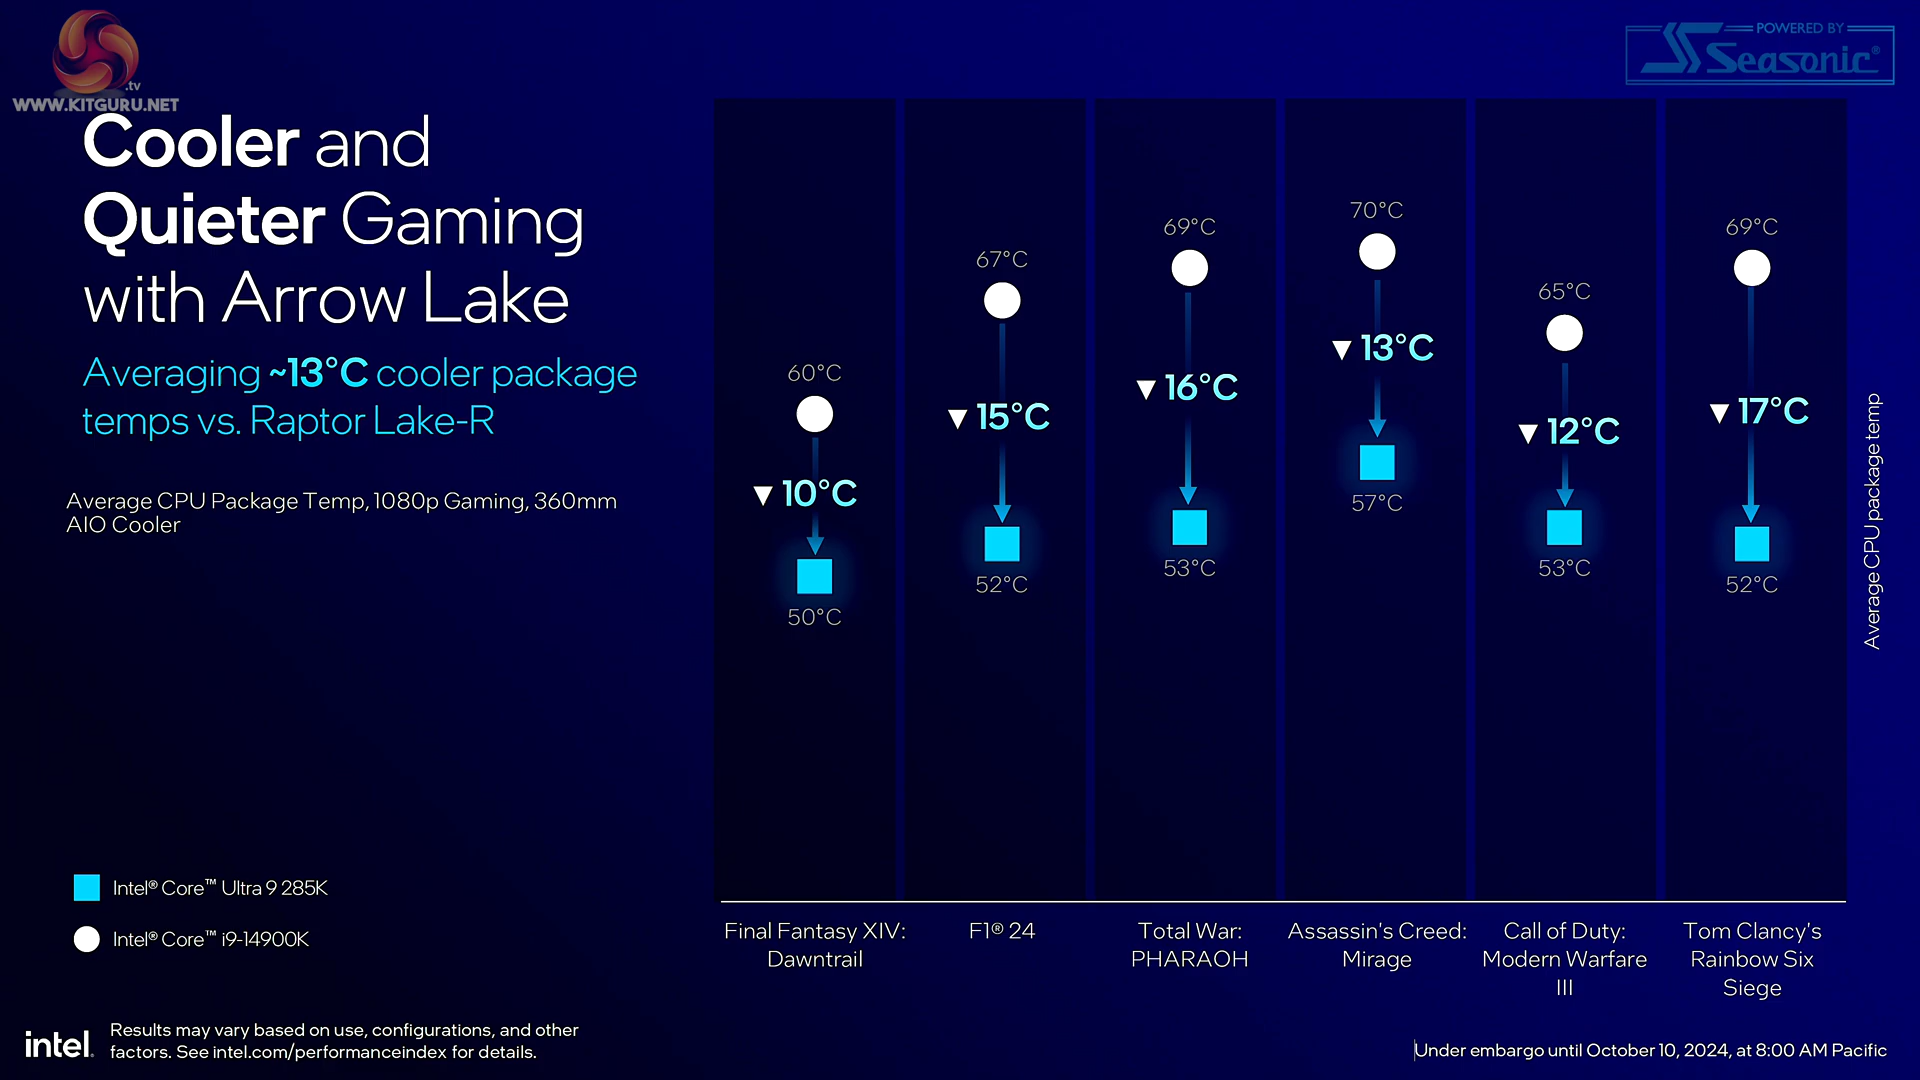 .tv
WWW.KITGURU.NET
POWERED BY
Seasonic®
Cooler and
Quieter Gaming
with Arrow Lake
Averaging ~13°C cooler package
temps vs. Raptor Lake-R
Average CPU Package Temp, 1080p Gaming, 360mm
AIO Cooler
60°C
▼ 10°C
50°C
67°C
▼ 15°C
52°C
69°C
▼ 16°C
53°C
70°C
▼ 13°C
57°C
65°C
▼ 12°C
53°C
69°C
▼ 17°C
52°C
Average CPU package temp
Intel® Core™ Ultra 9 285K
Intel® Core™ i9-14900K
Final Fantasy XIV:
Dawntrail
F1® 24
Total War:
PHARAOH
Assassin's Creed:
Mirage
Call of Duty:
Modern Warfare
III
Tom Clancy's
Rainbow Six
Siege
intel.
Results may vary based on use, configurations, and other
factors. See intel.com/performanceindex for details.
Under embargo until October 10, 2024, at 8:00 AM Pacific